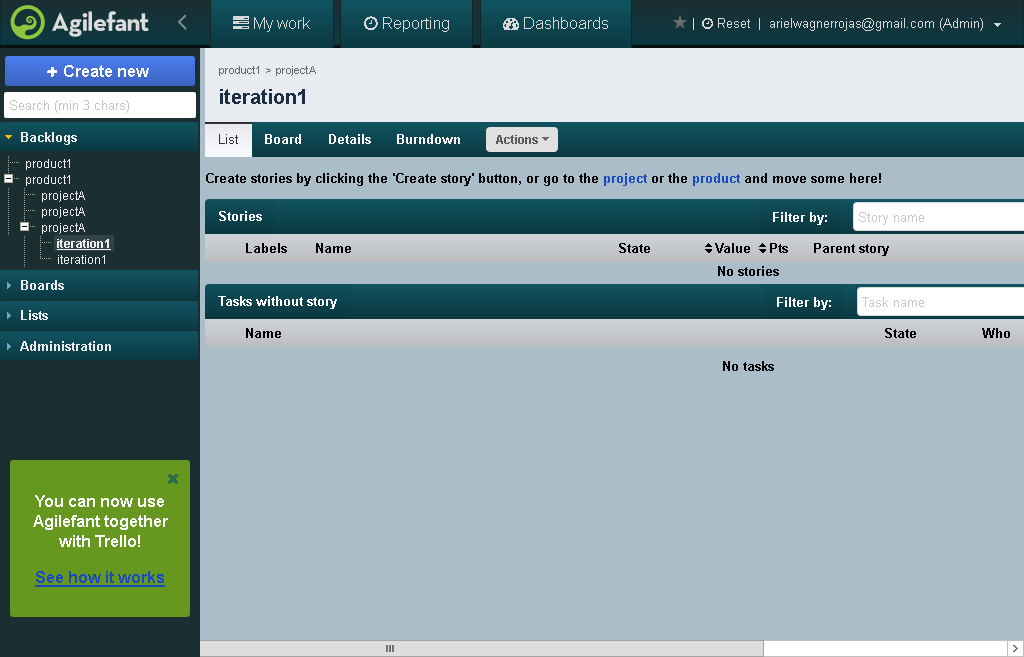 Agilefant
My work
Reporting
Dashboards
| Reset | arielwagnerrojas@gmail.com (Admin)
+ Create new
Search (min 3 chars)
Backlogs
product1
product1
projectA
projectA
projectA
iteration1
iteration1
Boards
Lists
Administration
You can now use
Agilefant together
with Trello!
See how it works
product1 > projectA
iteration1
List Board Details Burndown Actions
Create stories by clicking the 'Create story' button, or go to the project or the product and move some here!
Stories Filter by: Story name
Labels Name State Value Pts Parent story
No stories
Tasks without story Filter by: Task name
Name State Who
No tasks